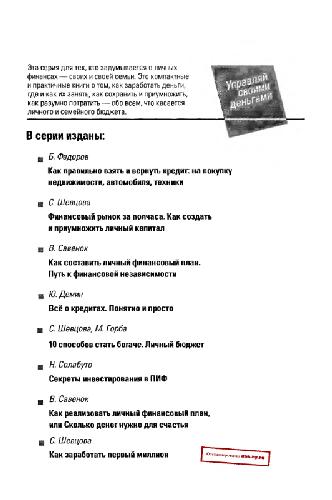 Эта серия для тех, кто задумывается о личных
финансах — своих и своей семьи. Это компактные
и практичные книги о том, как заработать деньги,
где и как их занять, как сохранить и приумножить,
как разумно потратить — обо всем, что касается
личного и семейного бюджета.
Управляй
своими
деньгами
В серии изданы:
Б. Федоров
Как правильно взять и вернуть кредит: на покупку
недвижимости, автомобиля, техники
С. Шевцова
Финансовый рынок за полчаса. Как создать
и приумножить личный капитал
В. Савенок
Как составить личный финансовый план.
Путь к финансовой независимости
Ю. Демин
Всё о кредитах. Понятно и просто
С. Шевцова, М. Горба
10 способов стать богаче. Личный бюджет
Н. Солабуто
Секреты инвестирования в ПИФ
В. Савенок
Как реализовать личный финансовый план,
или Сколько денег нужно для счастья
С. Шевцова
Как заработать первый миллион